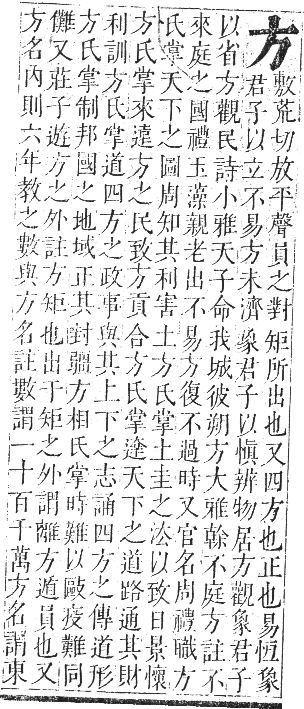 方敷荒切放平聲員之對矩所出也又四方也正也易恆象
君子以立不易方未濟象君子以愼辨物居方觀象君子
以省方觀民詩小雅天子命我城彼朔方大雅榦不庭方註不
來庭之國禮玉藻親老出不易方復不過時又官名周禮職方
氏掌天下之圖周知其利害土方氏掌土圭之㳒以致日景懷
方氏掌來遠方之民致方貢合方氏掌達天下之道路通其財
利訓方氏掌道四方之政事與其上下之志誦四方之傳道形
方氏掌制邦國之地域正其封疆方相氏掌時難以毆疫難同
儺又莊子遊方之外註方矩也出于矩之外謂離方遁員也又
方名內則六年教之數與方名註數謂一十百千萬方名謂東